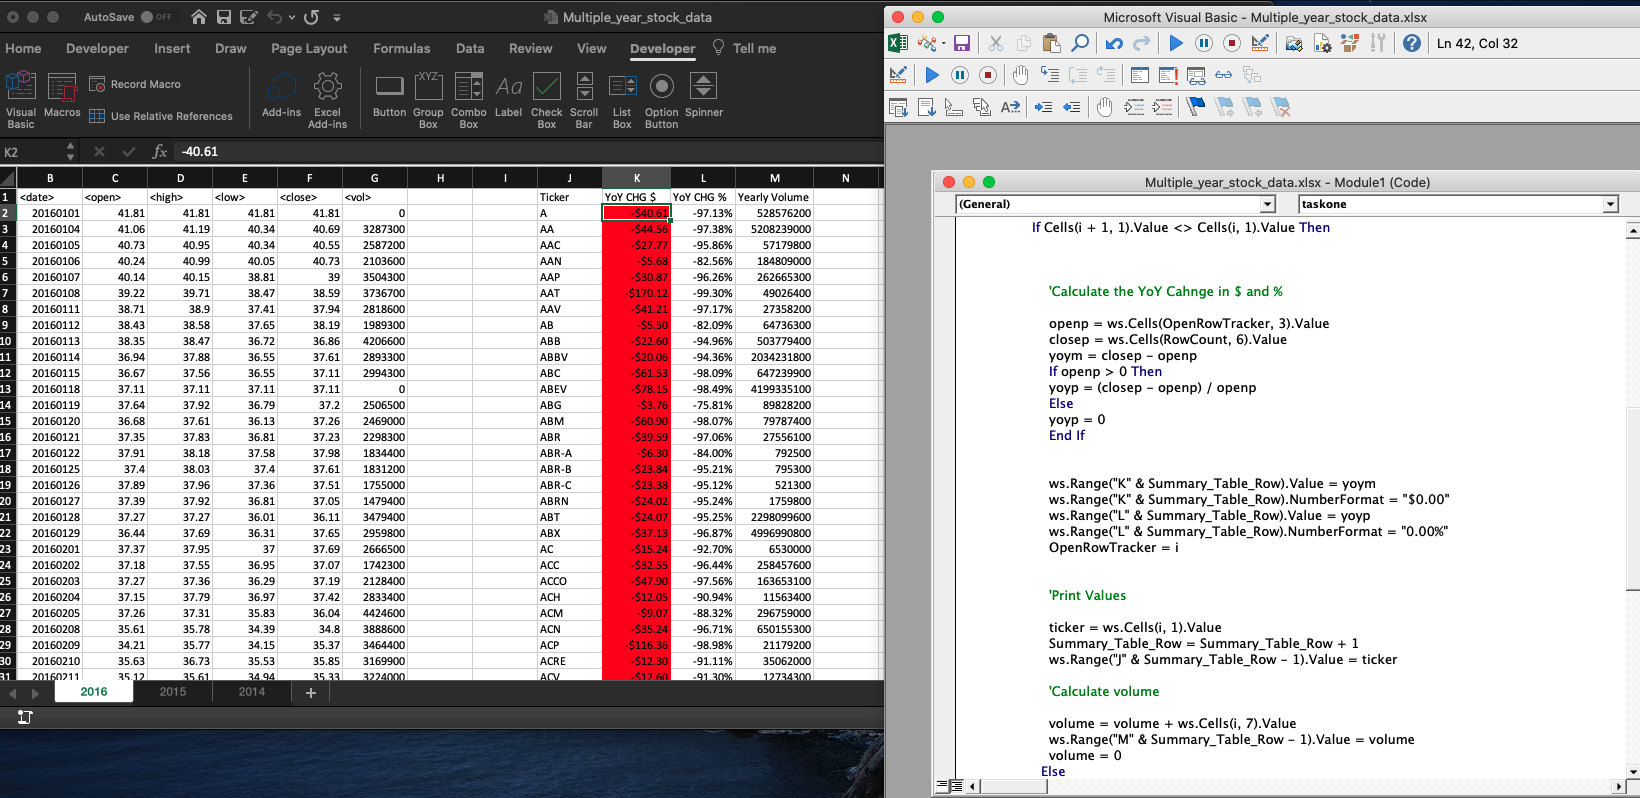 AutoSave OFF
Multiple_year_stock_data
Home Developer Insert Draw Page Layout Formulas Data Review View Developer Tell me
Visual Basic
Macros
Record Macro
Use Relative References
Add-ins
Excel Add-ins
Button
Group Box
Combo Box
Label
Check Box
Scroll Bar
List Box
Option Button
Spinner
K2 fx -40.61
B C D E F G H I J K L M N
1 <date> <open> <high> <low> <close> <vol> Ticker YoY CHG $ YoY CHG % Yearly Volume
2 20160101 41.81 41.81 41.81 41.81 0 A -$40.61 -97.13% 528576200
3 20160104 41.06 41.19 40.34 40.69 3287300 AA -$44.56 -97.38% 5208239000
4 20160105 40.73 40.95 40.34 40.55 2587200 AAC -$27.77 -95.86% 57179800
5 20160106 40.24 40.99 40.05 40.73 2103600 AAN -$5.68 -82.56% 184809000
6 20160107 40.14 40.15 38.81 39 3504300 AAP -$30.87 -96.26% 262665300
7 20160108 39.22 39.71 38.47 38.59 3736700 AAT -$170.12 -99.30% 49026400
8 20160111 38.71 38.9 37.41 37.94 2818600 AAV -$41.21 -97.17% 27358200
9 20160112 38.43 38.58 37.65 38.19 1989300 AB -$5.50 -82.09% 64736300
10 20160113 38.35 38.47 36.72 36.86 4206600 ABB -$22.60 -94.96% 503779400
11 20160114 36.94 37.88 36.55 37.61 2893300 ABBV -$20.06 -94.36% 2034231800
12 20160115 36.67 37.56 36.55 37.11 2994300 ABC -$61.53 -98.09% 647239900
13 20160118 37.11 37.11 37.11 37.11 0 ABEV -$78.15 -98.49% 4199335100
14 20160119 37.64 37.92 36.79 37.2 2506500 ABG -$3.76 -75.81% 89828200
15 20160120 36.68 37.61 36.13 37.26 2469000 ABM -$60.90 -98.07% 79787400
16 20160121 37.35 37.83 36.81 37.23 2298300 ABR -$39.59 -97.06% 27556100
17 20160122 37.91 38.18 37.58 37.98 1834400 ABR-A -$6.30 -84.00% 792500
18 20160125 37.4 38.03 37.4 37.61 1831200 ABR-B -$23.84 -95.21% 795300
19 20160126 37.89 37.96 37.36 37.51 1755000 ABR-C -$23.38 -95.12% 521300
20 20160127 37.39 37.92 36.81 37.05 1479400 ABRN -$24.02 -95.24% 1759800
21 20160128 37.27 37.27 36.01 36.11 3479400 ABT -$24.07 -95.25% 2298099600
22 20160129 36.44 37.69 36.31 37.65 2959800 ABX -$37.13 -96.87% 4996990800
23 20160201 37.37 37.95 37 37.69 2666500 AC -$15.24 -92.70% 6530000
24 20160202 37.18 37.55 36.95 37.07 1742300 ACC -$32.55 -96.44% 258457600
25 20160203 37.27 37.36 36.29 37.19 2128400 ACCO -$47.90 -97.56% 163653100
26 20160204 37.15 37.79 36.97 37.42 2833400 ACH -$12.05 -90.94% 11563400
27 20160205 37.26 37.31 35.83 36.04 4424600 ACM -$9.07 -88.32% 296759000
28 20160208 35.61 35.78 34.39 34.8 3888600 ACN -$35.24 -96.71% 650155300
29 20160209 34.21 35.77 34.15 35.37 3464400 ACP -$116.36 -98.98% 21179200
30 20160210 35.63 36.73 35.53 35.85 3169900 ACRE -$12.30 -91.11% 35062000
31 20160211 35.12 35.61 34.94 35.33 3224000 ACV -$12.60 -91.30% 12734300
2016 2015 2014 +
Microsoft Visual Basic - Multiple_year_stock_data.xlsx
Ln 42, Col 32
Multiple_year_stock_data.xlsx - Module1 (Code)
(General) taskone
If Cells(i + 1, 1).Value <> Cells(i, 1).Value Then
'Calculate the YoY Cahnge in $ and %
openp = ws.Cells(OpenRowTracker, 3).Value
closep = ws.Cells(RowCount, 6).Value
yoym = closep - openp
If openp > 0 Then
yoyp = (closep - openp) / openp
Else
yoyp = 0
End If
ws.Range("K" & Summary_Table_Row).Value = yoym
ws.Range("K" & Summary_Table_Row).NumberFormat = "$0.00"
ws.Range("L" & Summary_Table_Row).Value = yoyp
ws.Range("L" & Summary_Table_Row).NumberFormat = "0.00%"
OpenRowTracker = i
'Print Values
ticker = ws.Cells(i, 1).Value
Summary_Table_Row = Summary_Table_Row + 1
ws.Range("J" & Summary_Table_Row - 1).Value = ticker
'Calculate volume
volume = volume + ws.Cells(i, 7).Value
ws.Range("M" & Summary_Table_Row - 1).Value = volume
volume = 0
Else